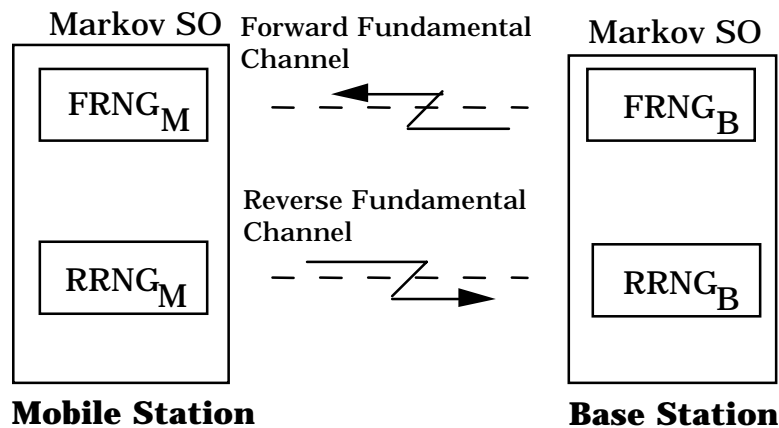 Markov SO
Forward Fundamental
Channel
Markov SO
FRNG_M
FRNG_B
Reverse Fundamental
Channel
RRNG_M
RRNG_B
Mobile Station
Base Station